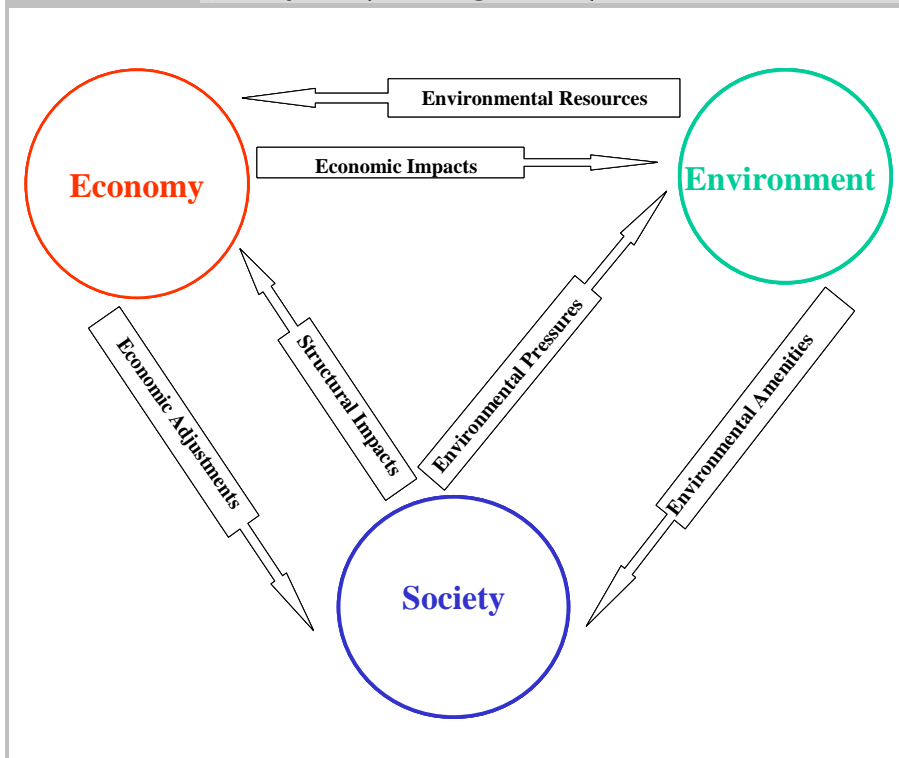 Environmental Resources
Economic Impacts
Economy
Environment
Economic Adjustments
Structural Impacts
Environmental Pressures
Environmental Amenities
Society